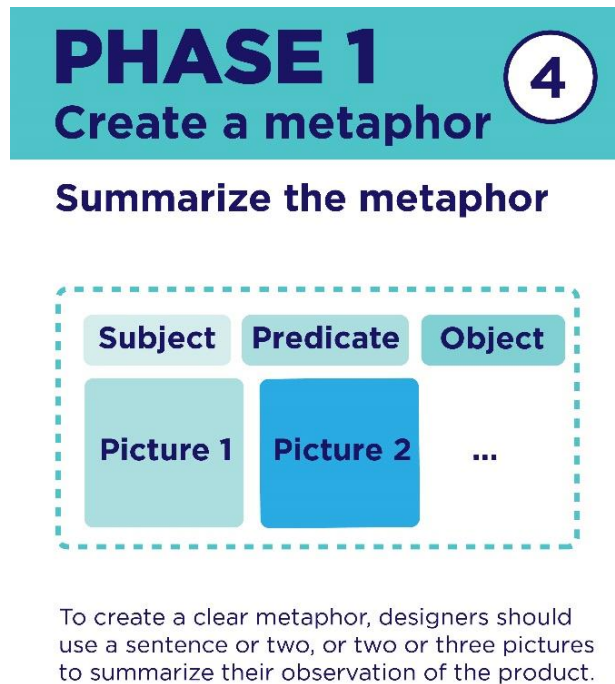 PHASE 1
4
Create a metaphor
Summarize the metaphor
Subject Predicate Object
Picture 1 Picture 2 ...
To create a clear metaphor, designers should
use a sentence or two, or two or three pictures
to summarize their observation of the product.